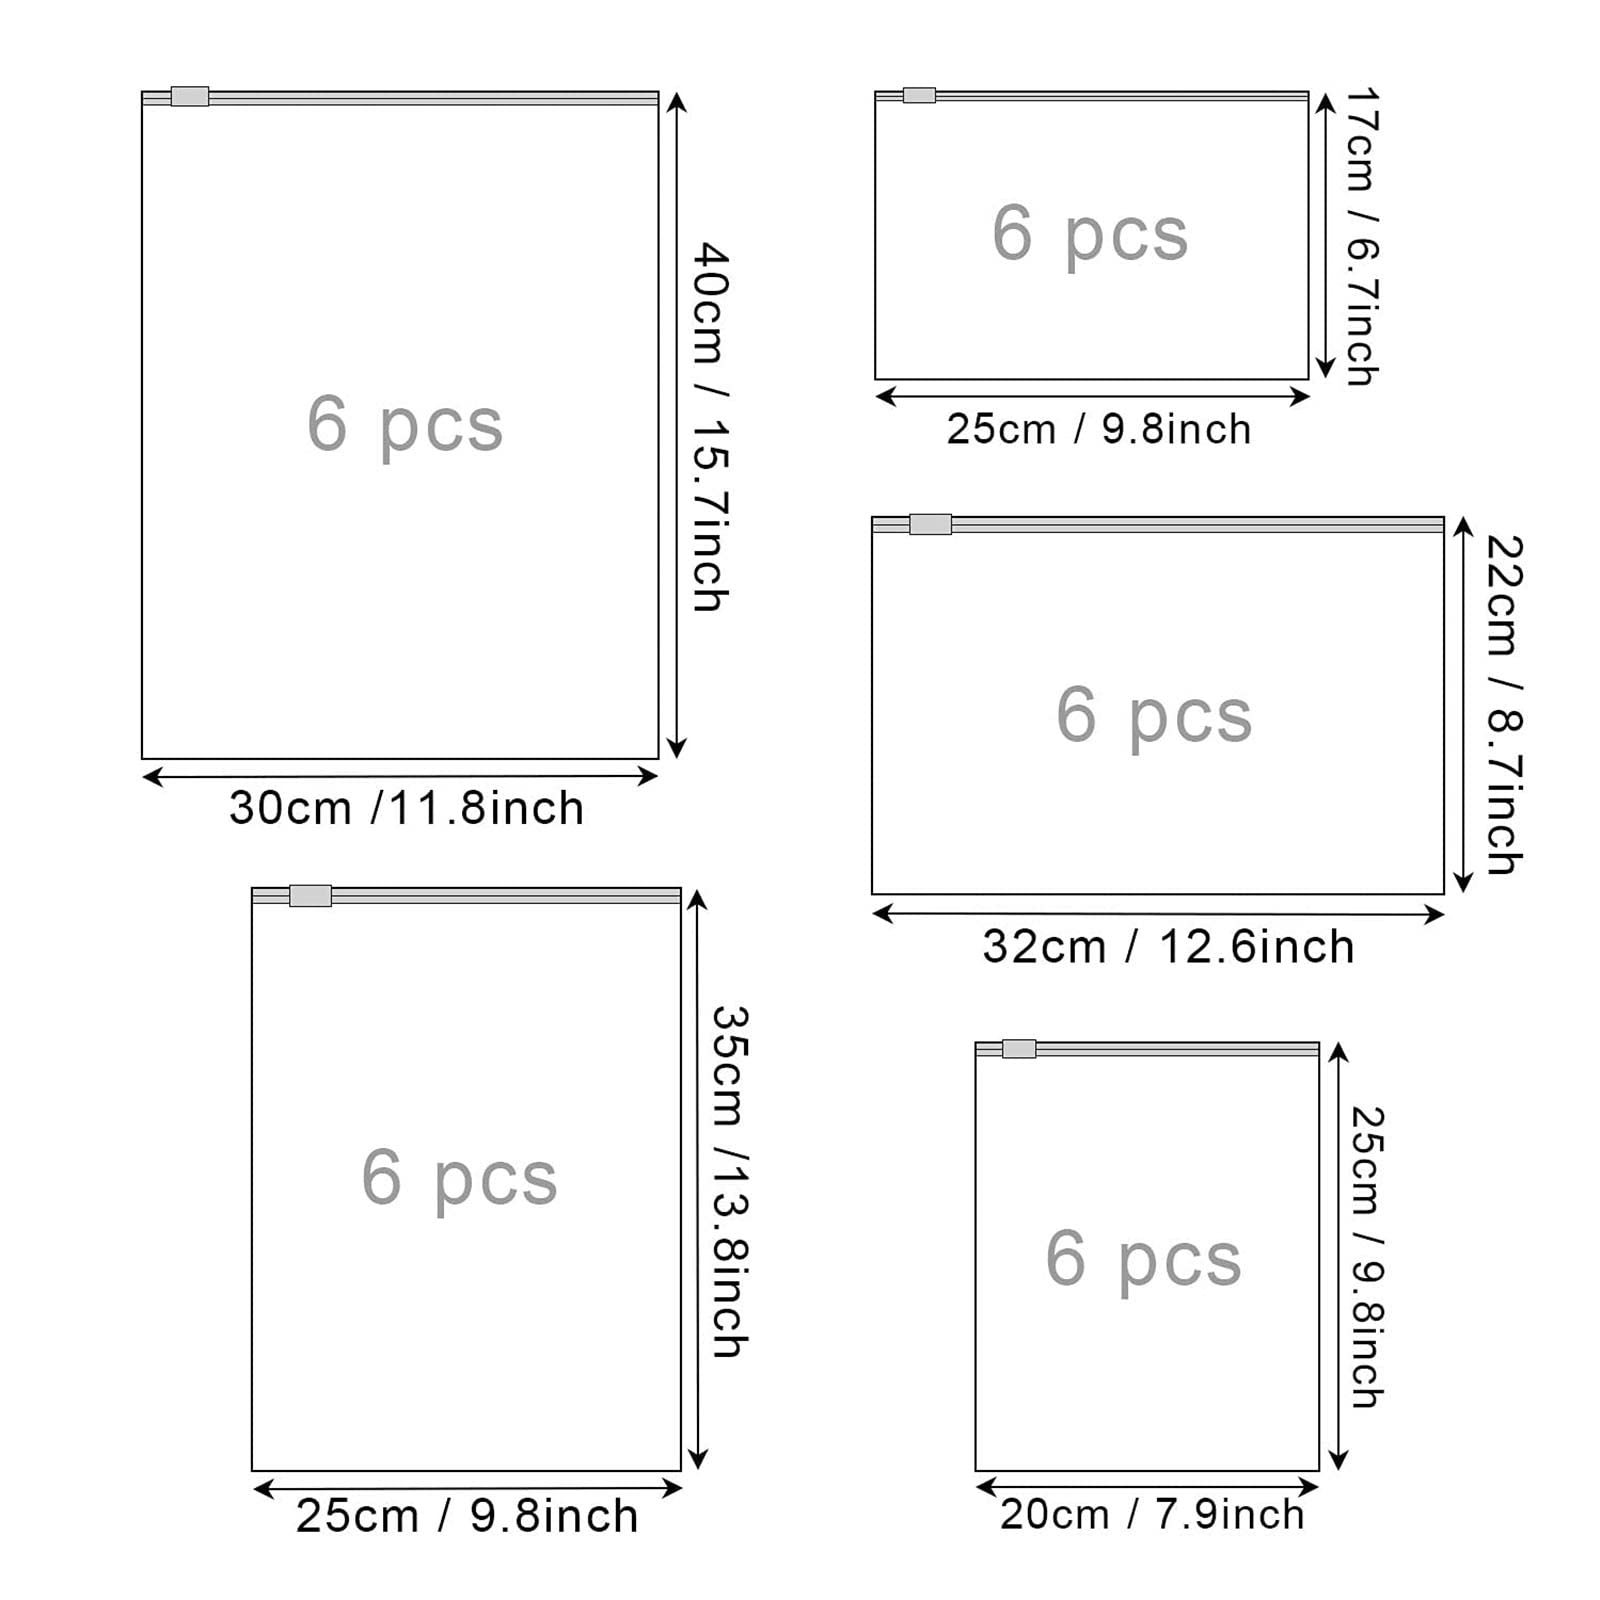 6 pcs
40cm / 15.7inch
30cm /11.8inch
6 pcs
17cm / 6.7inch
25cm / 9.8inch
6 pcs
22cm / 8.7inch
32cm / 12.6inch
6 pcs
35cm /13.8inch
25cm / 9.8inch
6 pcs
25cm / 9.8inch
20cm / 7.9inch